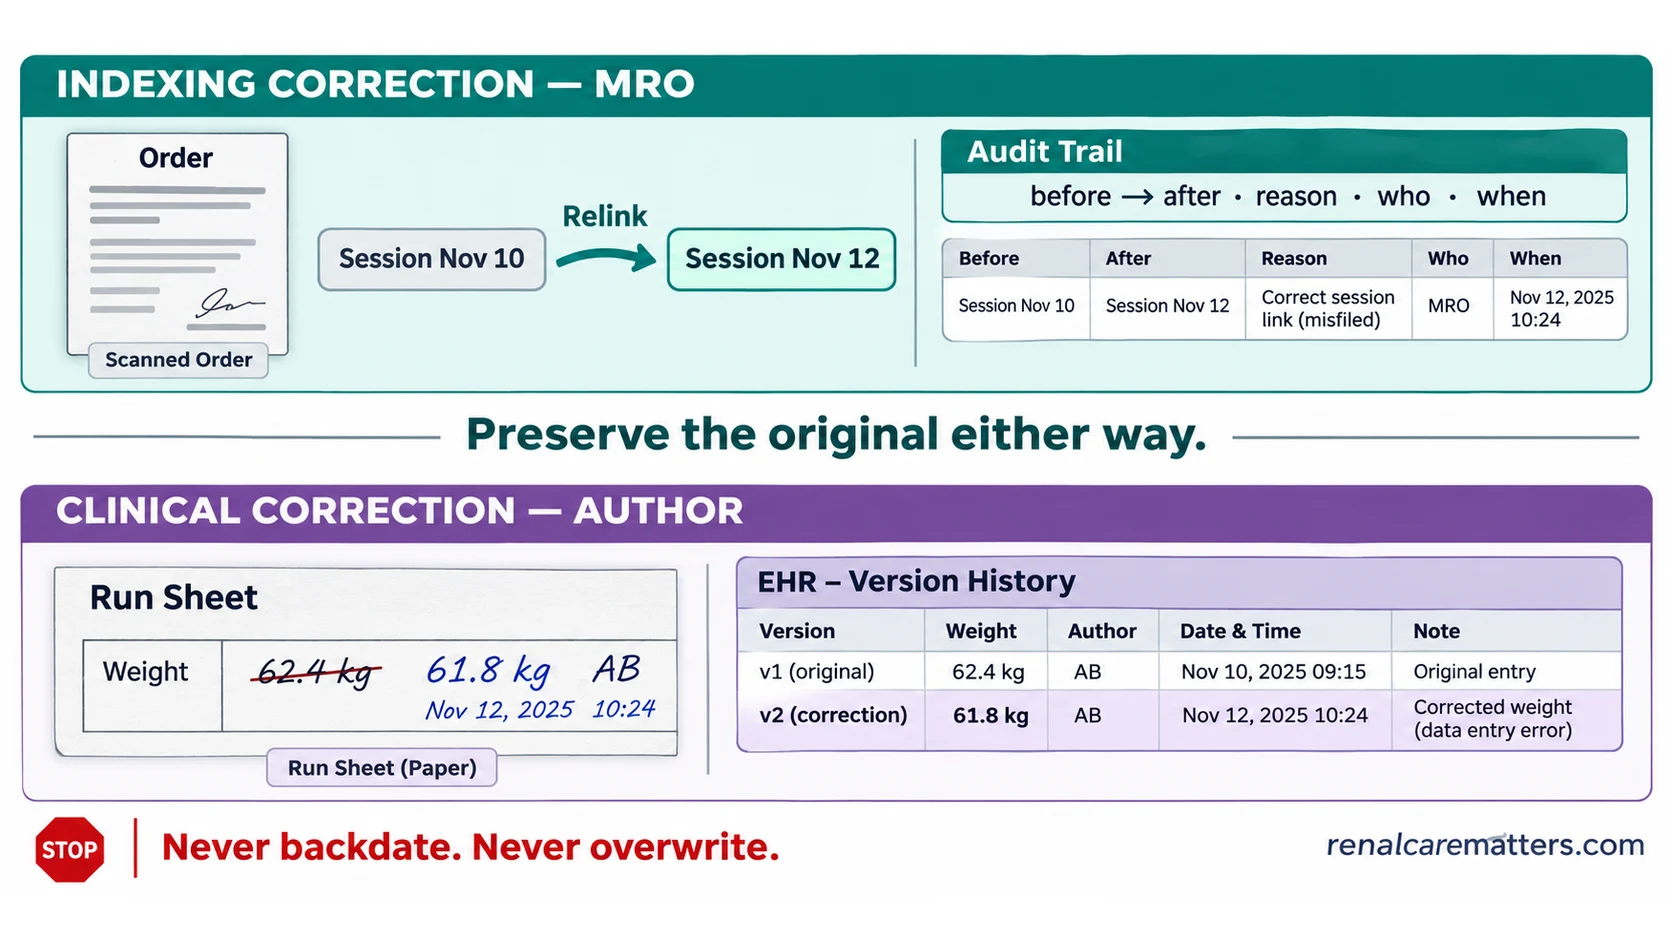 INDEXING CORRECTION — MRO
Order
Scanned Order
Session Nov 10
Relink
Session Nov 12
Audit Trail
before → after · reason · who · when
Before After Reason Who When
Session Nov 10 Session Nov 12 Correct session link (misfiled) MRO Nov 12, 2025 10:24
Preserve the original either way.
CLINICAL CORRECTION — AUTHOR
Run Sheet
Weight 62.4 kg 61.8 kg AB
Nov 12, 2025 10:24
Run Sheet (Paper)
EHR – Version History
Version Weight Author Date & Time Note
v1 (original) 62.4 kg AB Nov 10, 2025 09:15 Original entry
v2 (correction) 61.8 kg AB Nov 12, 2025 10:24 Corrected weight (data entry error)
STOP
Never backdate. Never overwrite.
renalcarematters.com